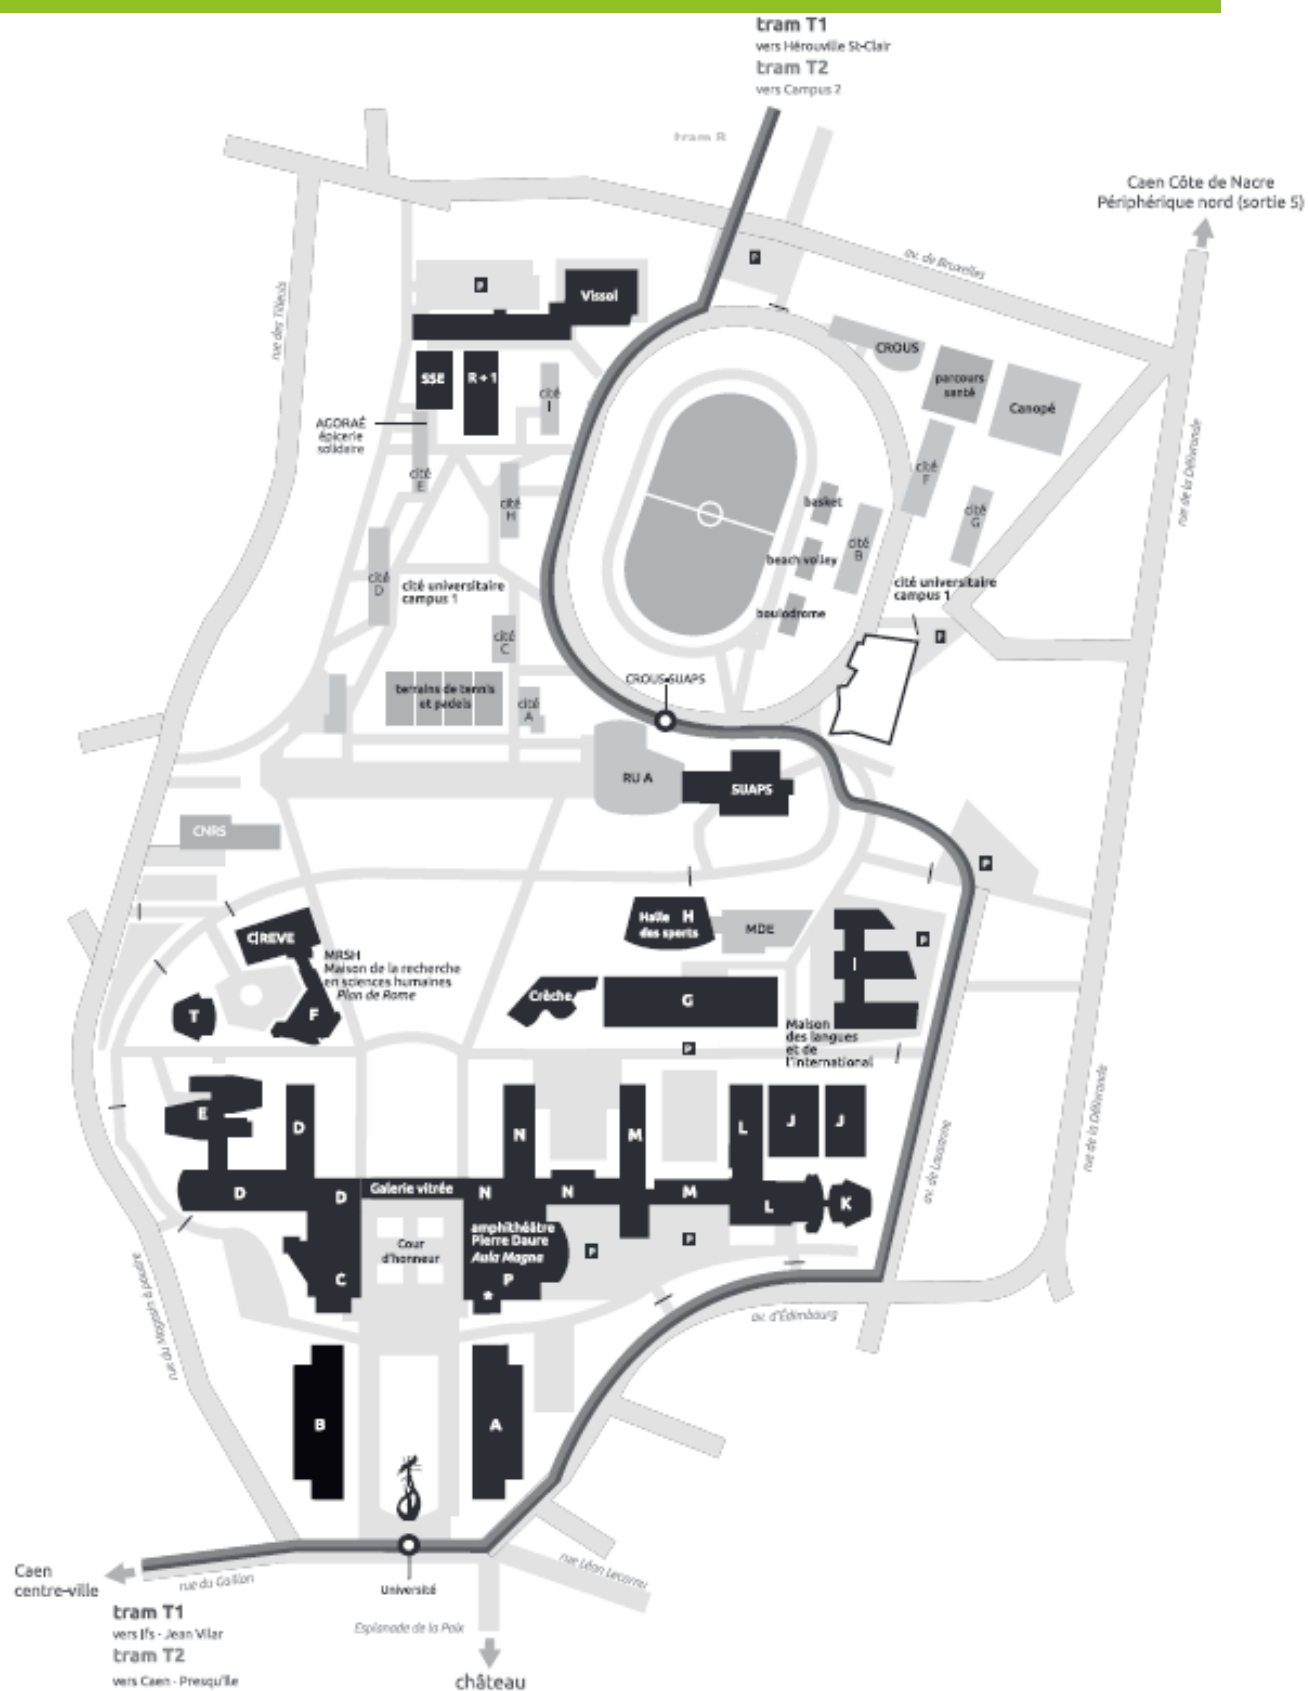 tram T1
vers Hérouville St-Clair
tram T2
vers Campus 2
tram B
Caen Côte de Nacre
Périphérique nord (sortie 5)
av. de Bruxelles
P
P
Vissol
rue des Tilleuls
CROUS
SSE
R + 1
parcours
santé
cité
I
Canopé
AGORAÉ
épicerie
solidaire
cité
E
cité
F
rue de la Délivrande
cité
H
basket
cité
G
cité
B
beach volley
cité
D
cité universitaire
campus 1
cité universitaire
campus 1
boulodrome
cité
C
P
CROUS-SUAPS
terrains de tennis
et padels
cité
A
RU A
SUAPS
CNRS
P
Halle H
des sports
MDE
CIREVE
P
MRSH
Maison de la recherche
en sciences humaines
Plan de Rome
I
Crèche
G
T
F
Maison
des langues
et de
l'international
P
E
D
N
M
L
J
J
rue de la Délivrande
av. de Lausanne
D
D
Galerie vitrée
N
N
M
L
K
amphithéâtre
Pierre Daure
Aula Magna
P
Cour
d'honneur
P
P
C
*
rue du Magasin à poudre
av. d'Édimbourg
B
A
Caen
centre-ville
rue du Gaillon
rue Léon Lecornu
Université
tram T1
vers Ifs - Jean Vilar
Esplanade de la Paix
tram T2
vers Caen - Presqu'île
château